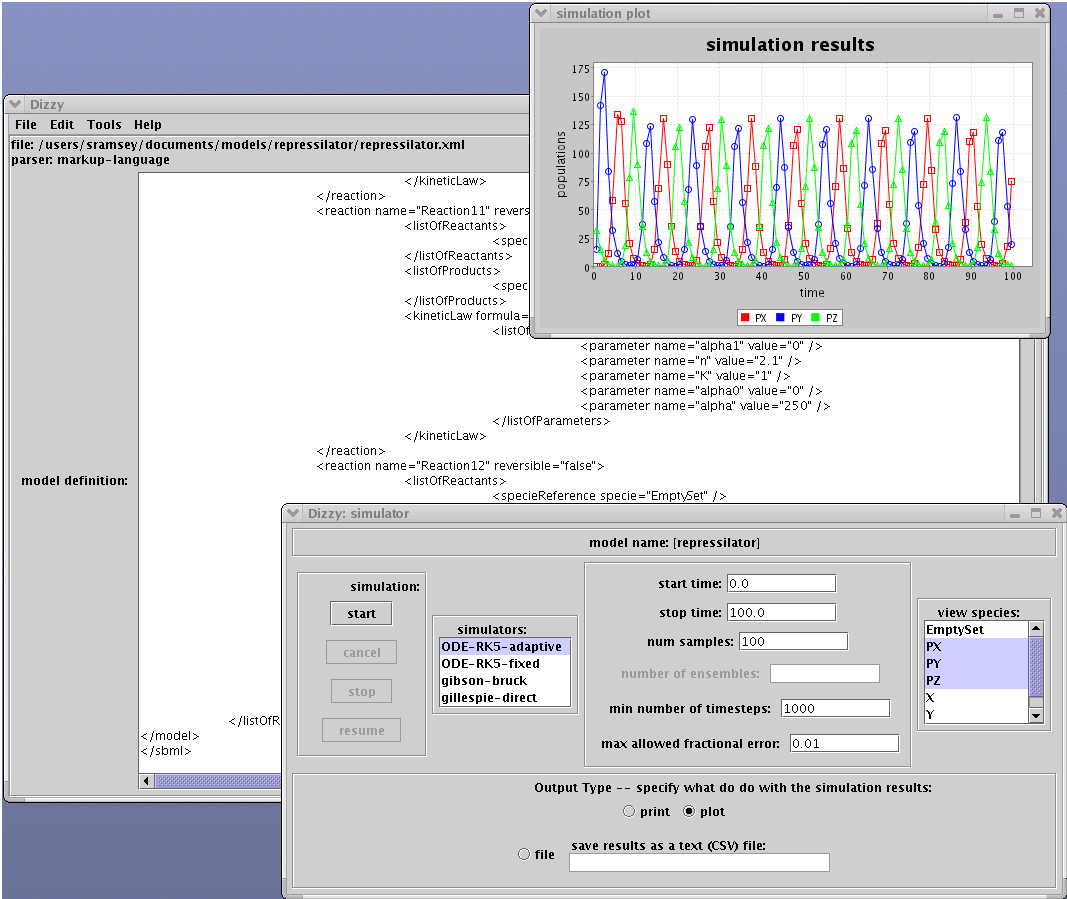 simulation plot
simulation results
175
150
125
100
75
50
25
0
populations
0 10 20 30 40 50 60 70 80 90 100
time
PX PY PZ
Dizzy
File Edit Tools Help
file: /users/sramsey/documents/models/repressilator/repressilator.xml
parser: markup-language
model definition:
</kineticLaw>
</reaction>
<reaction name="Reaction11" revers
<listOfReactants>
<spec
</listOfReactants>
<listOfProducts>
<spec
</listOfProducts>
<kineticLaw formula=
<listOf
<parameter name="alpha1" value="0" />
<parameter name="n" value="2.1" />
<parameter name="K" value="1" />
<parameter name="alpha0" value="0" />
<parameter name="alpha" value="250" />
</listOfParameters>
</kineticLaw>
</reaction>
<reaction name="Reaction12" reversible="false">
<listOfReactants>
<specieReference specie="EmptySet" />
</listOfR
</model>
</sbml>
Dizzy: simulator
model name: [repressilator]
simulation:
start
cancel
stop
resume
simulators:
ODE-RK5-adaptive
ODE-RK5-fixed
gibson-bruck
gillespie-direct
start time: 0.0
stop time: 100.0
num samples: 100
number of ensembles:
min number of timesteps: 1000
max allowed fractional error: 0.01
view species:
EmptySet
PX
PY
PZ
X
Y
Output Type -- specify what do do with the simulation results:
print plot
file
save results as a text (CSV) file: